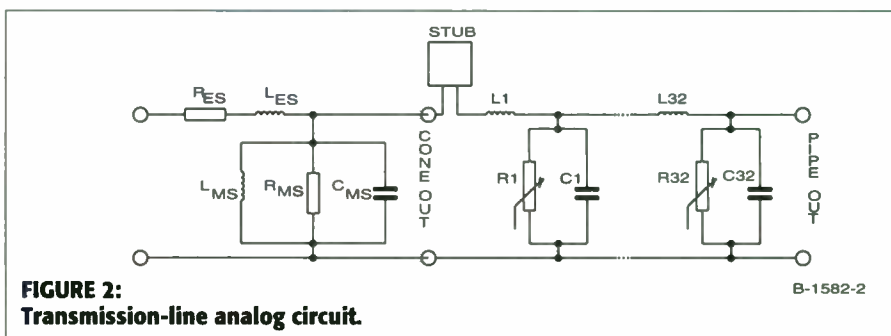 STUB
RES
LES
L1
L32
LMS
RMS
CMS
CONE OUT
R1
C1
R32
C32
PIPE OUT
B-1582-2
FIGURE 2:
Transmission-line analog circuit.